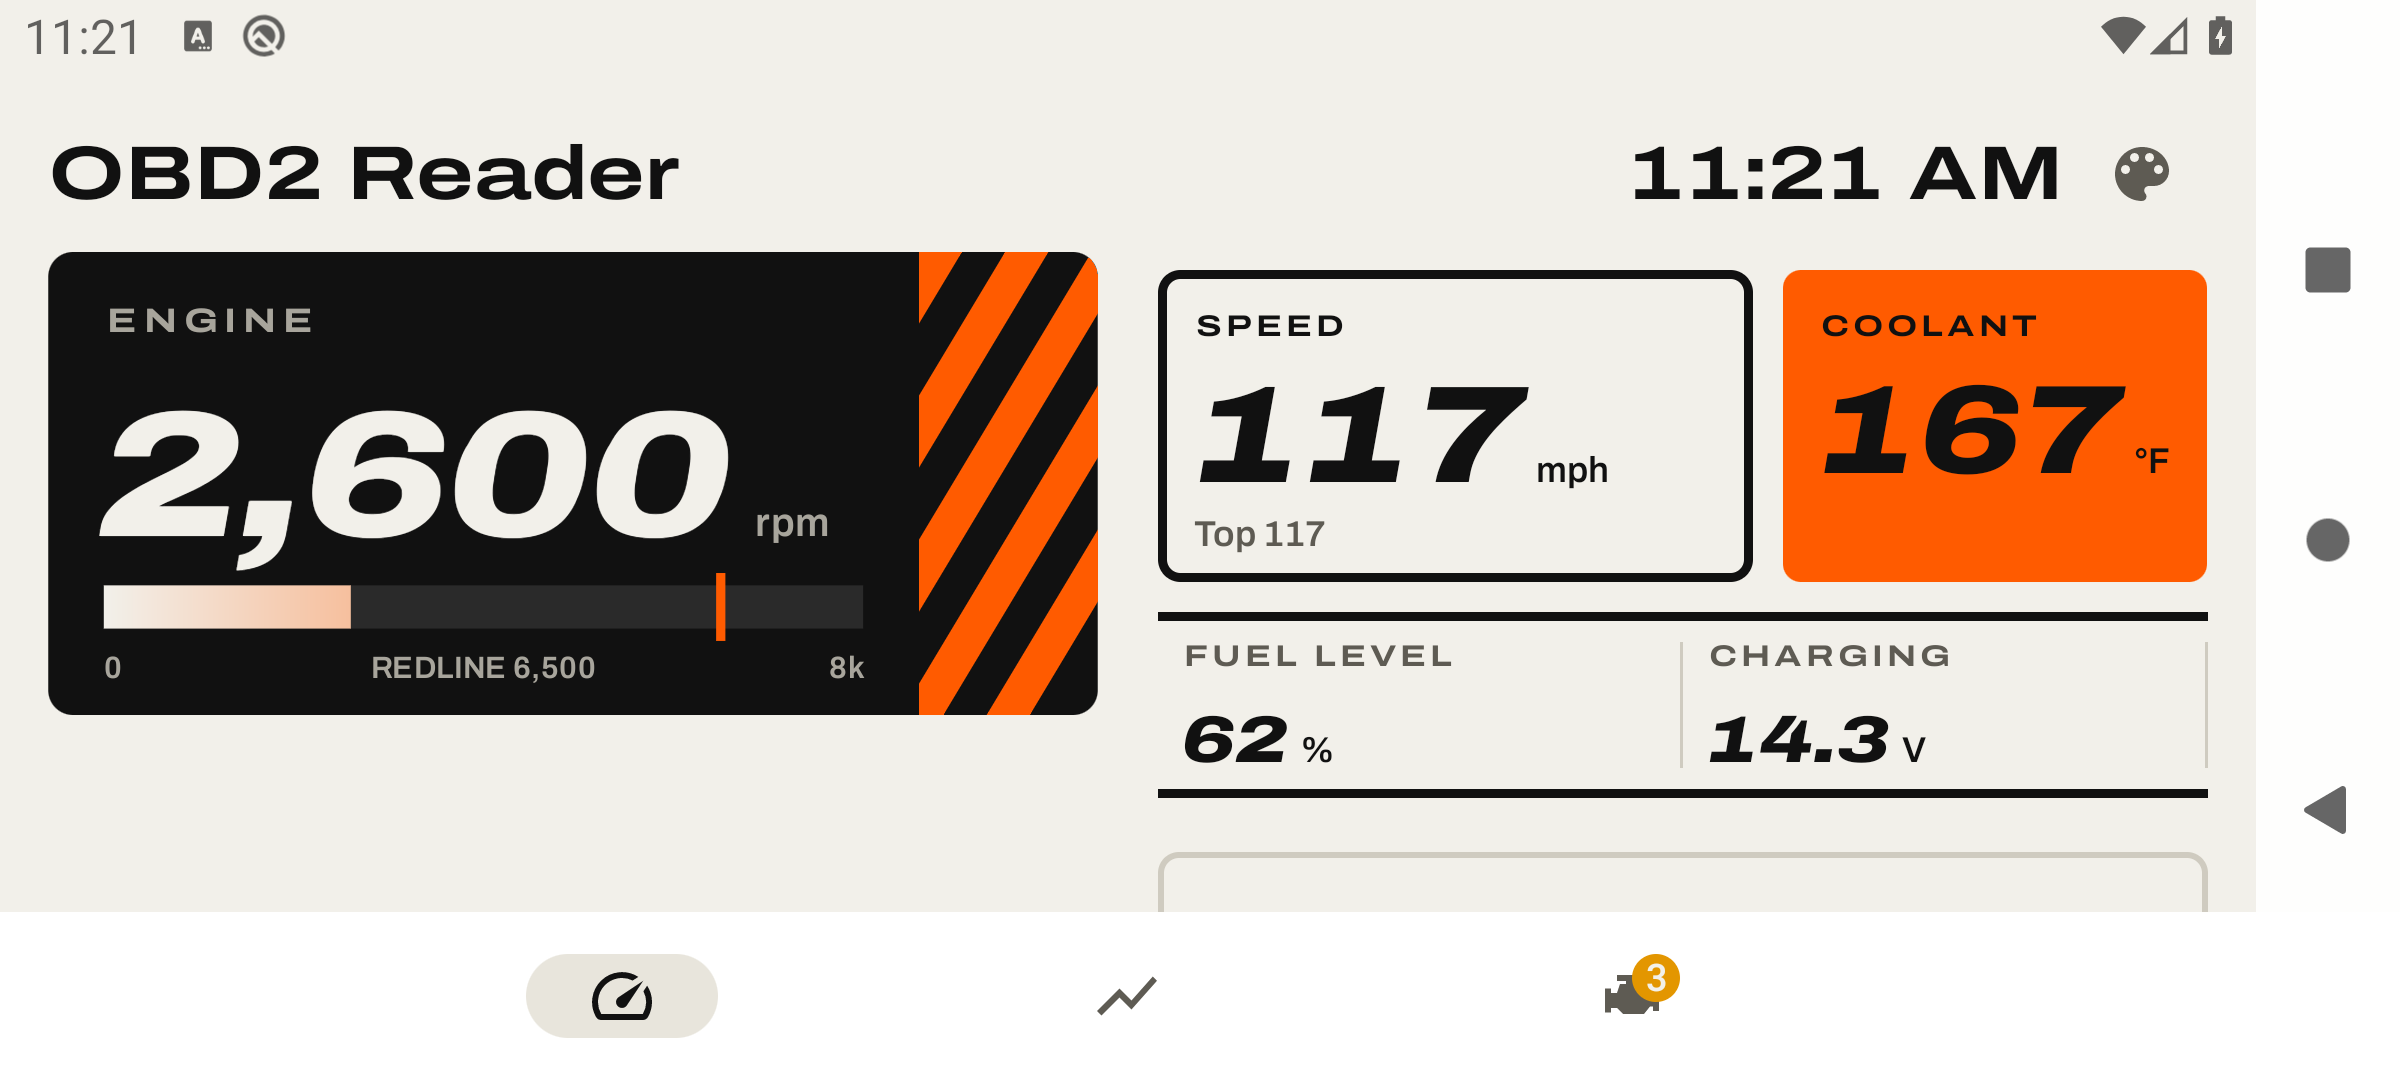 11:21
OBD2 Reader
11:21 AM
ENGINE
2,600 rpm
0 REDLINE 6,500 8k
SPEED
117 mph
Top 117
COOLANT
167 °F
FUEL LEVEL
62 %
CHARGING
14.3 V
3